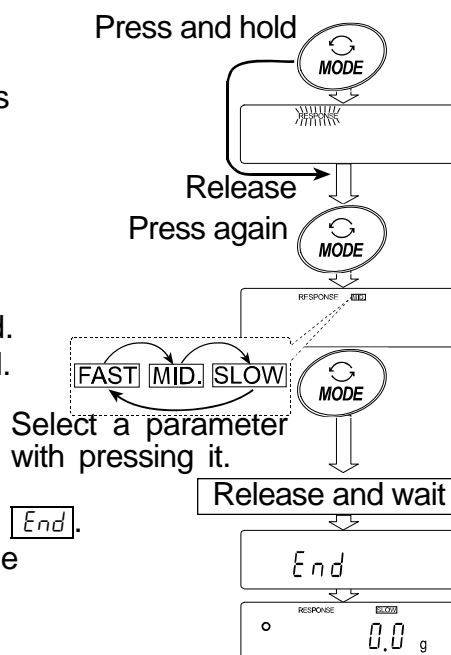 Press and hold
MODE
s
RESPONSE
Release
Press again
MODE
RESPONSE MID.
d.
l.
FAST MID. SLOW
MODE
Select a parameter
with pressing it.
Release and wait
End.
e
End
RESPONSE SLOW
0.0 g